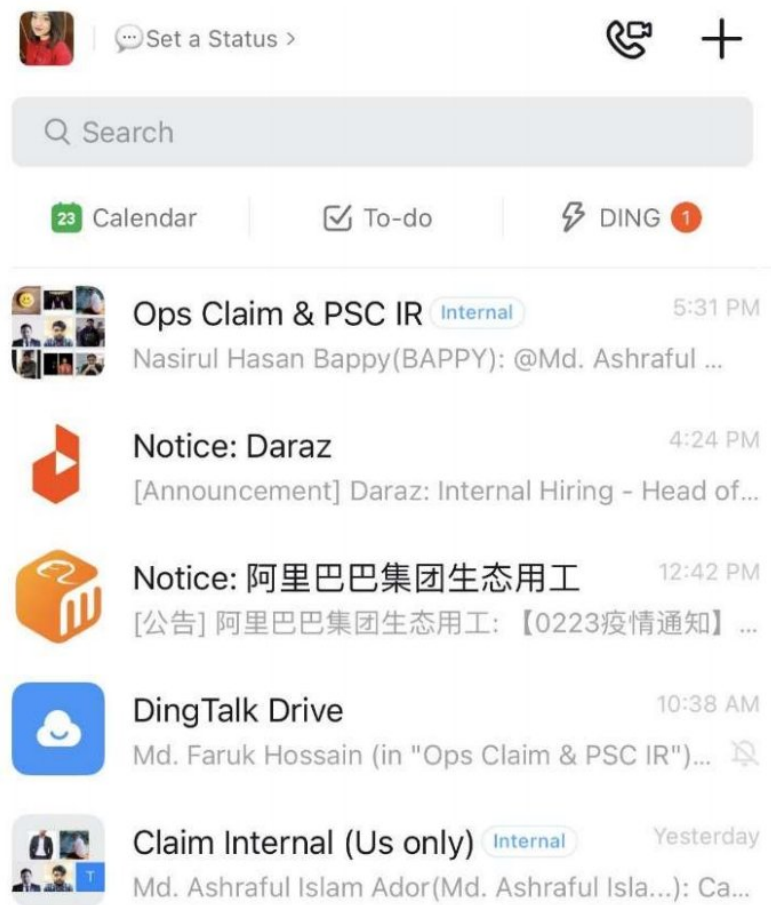 Set a Status >
Search
23 Calendar To-do DING 1
Ops Claim & PSC IR Internal 5:31 PM
Nasirul Hasan Bappy(BAPPY): @Md. Ashraful ...
Notice: Daraz 4:24 PM
[Announcement] Daraz: Internal Hiring - Head of...
Notice: 阿里巴巴集团生态用工 12:42 PM
[公告] 阿里巴巴集团生态用工: 【0223疫情通知】 ...
DingTalk Drive 10:38 AM
Md. Faruk Hossain (in "Ops Claim & PSC IR")...
Claim Internal (Us only) Internal Yesterday
T
Md. Ashraful Islam Ador(Md. Ashraful Isla...): Ca...